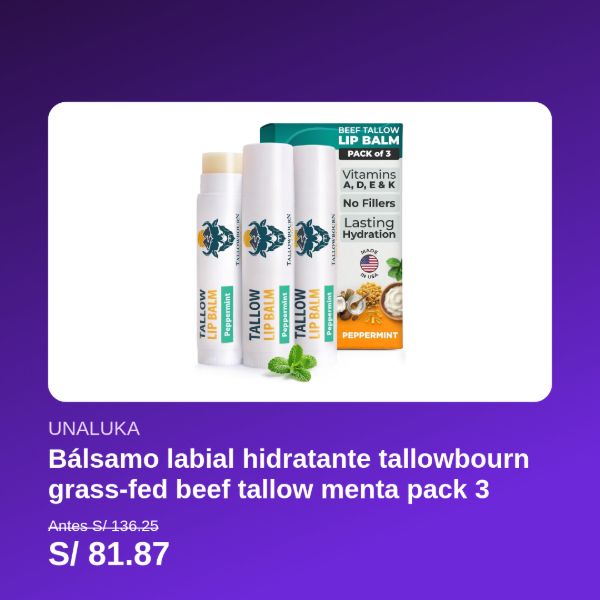 BEEF TALLOW
LIP BALM
PACK of 3
Vitamins
A, D, E & K
No Fillers
Lasting
Hydration
MADE
IN USA
PEPPERMINT
TALLOWBOURN
TALLOW
LIP BALM
Peppermint
TALLOWBOURN
TALLOW
LIP BALM
Peppermint
TALLOWBOURN
TALLOW
LIP BALM
Peppermint
UNALUKA
Bálsamo labial hidratante tallowbourn
grass-fed beef tallow menta pack 3
Antes S/ 136.25
S/ 81.87